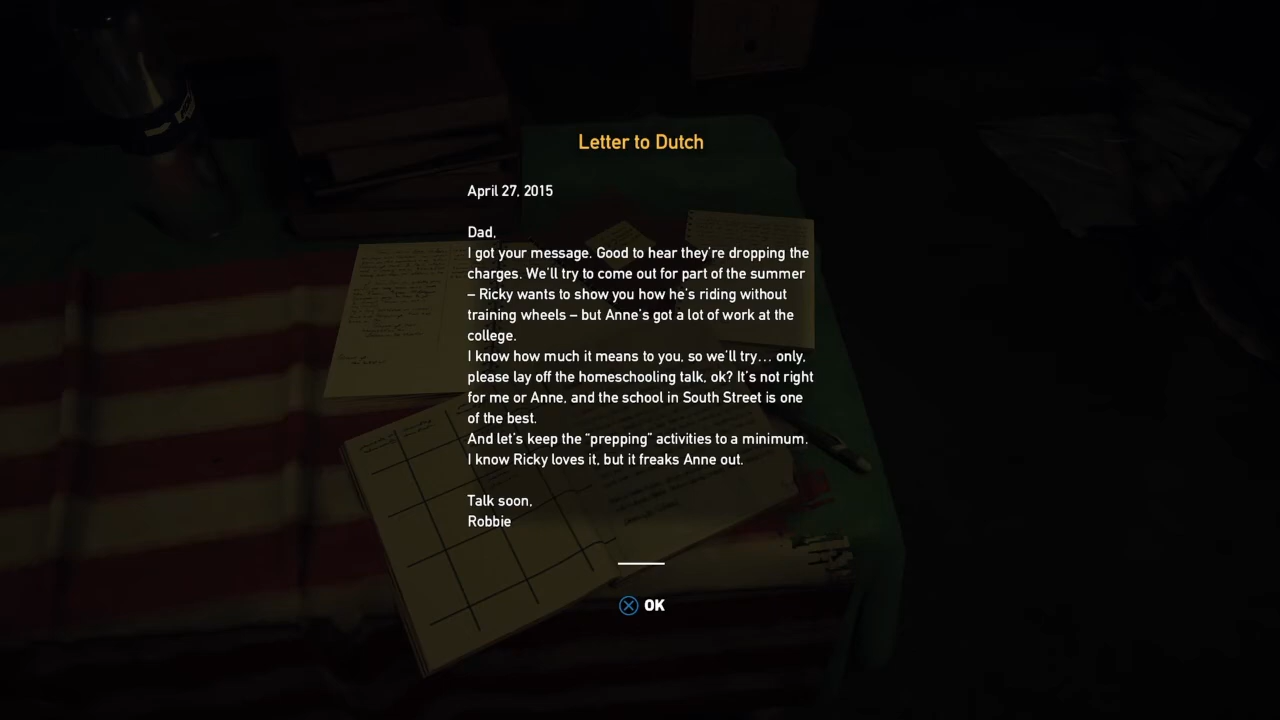 Letter to Dutch
April 27, 2015
Dad,
I got your message. Good to hear they're dropping the
charges. We'll try to come out for part of the summer
– Ricky wants to show you how he's riding without
training wheels – but Anne's got a lot of work at the
college.
I know how much it means to you, so we'll try... only,
please lay off the homeschooling talk, ok? It's not right
for me or Anne, and the school in South Street is one
of the best.
And let's keep the "prepping" activities to a minimum.
I know Ricky loves it, but it freaks Anne out.
Talk soon,
Robbie
OK